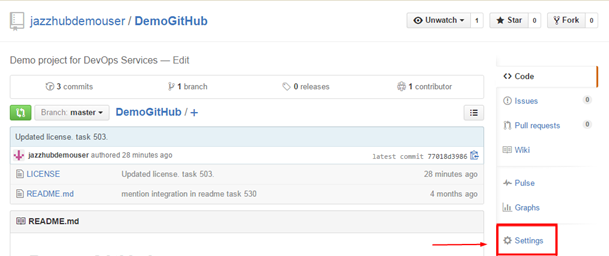 jazzhubdemouser / DemoGitHub
Unwatch 1 Star 0 Fork 0
Demo project for DevOps Services — Edit
3 commits 1 branch 0 releases 1 contributor
Branch: master DemoGitHub / +
Updated license. task 503.
jazzhubdemouser authored 28 minutes ago latest commit 77018d3986
LICENSE Updated license. task 503. 28 minutes ago
README.md mention integration in readme task 530 4 months ago
README.md
Code
Issues 0
Pull requests 0
Wiki
Pulse
Graphs
Settings